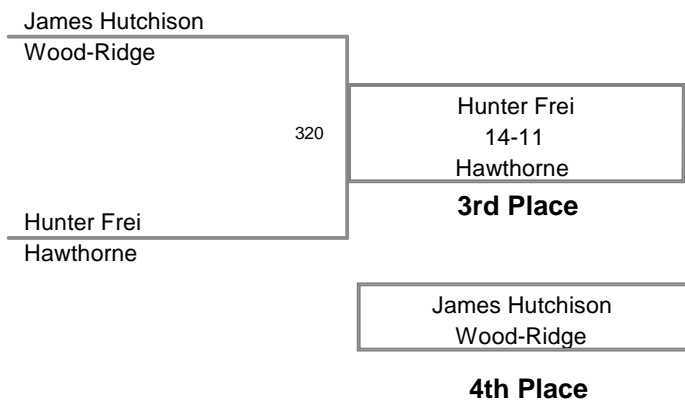 James Hutchison
Wood-Ridge
320
Hunter Frei
14-11
Hawthorne
3rd Place
Hunter Frei
Hawthorne
James Hutchison
Wood-Ridge
4th Place